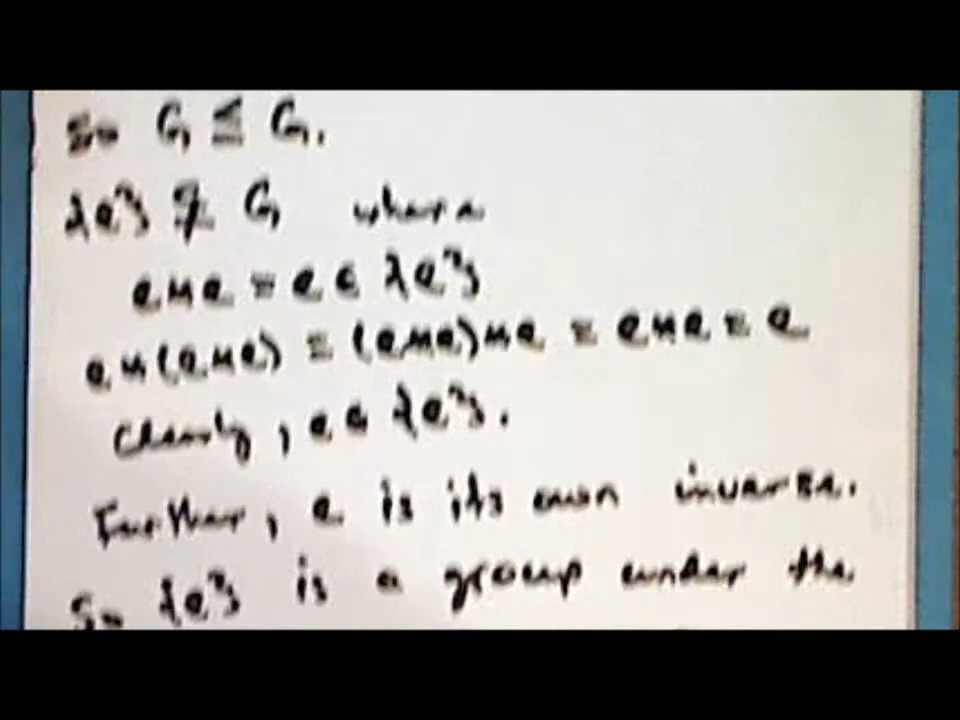 So G ≤ G.
{e} ⊊ G where
e*e = e ∈ {e}
e*(e*e) = (e*e)*e = e*e = e
Clearly, e ∈ {e}.
Further, e is its own inverse.
So {e} is a group under the